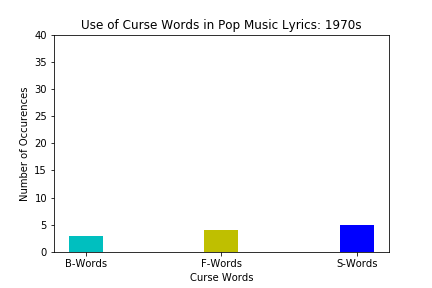 Use of Curse Words in Pop Music Lyrics: 1970s
Number of Occurences
40
35
30
25
20
15
10
5
0
B-Words
F-Words
S-Words
Curse Words